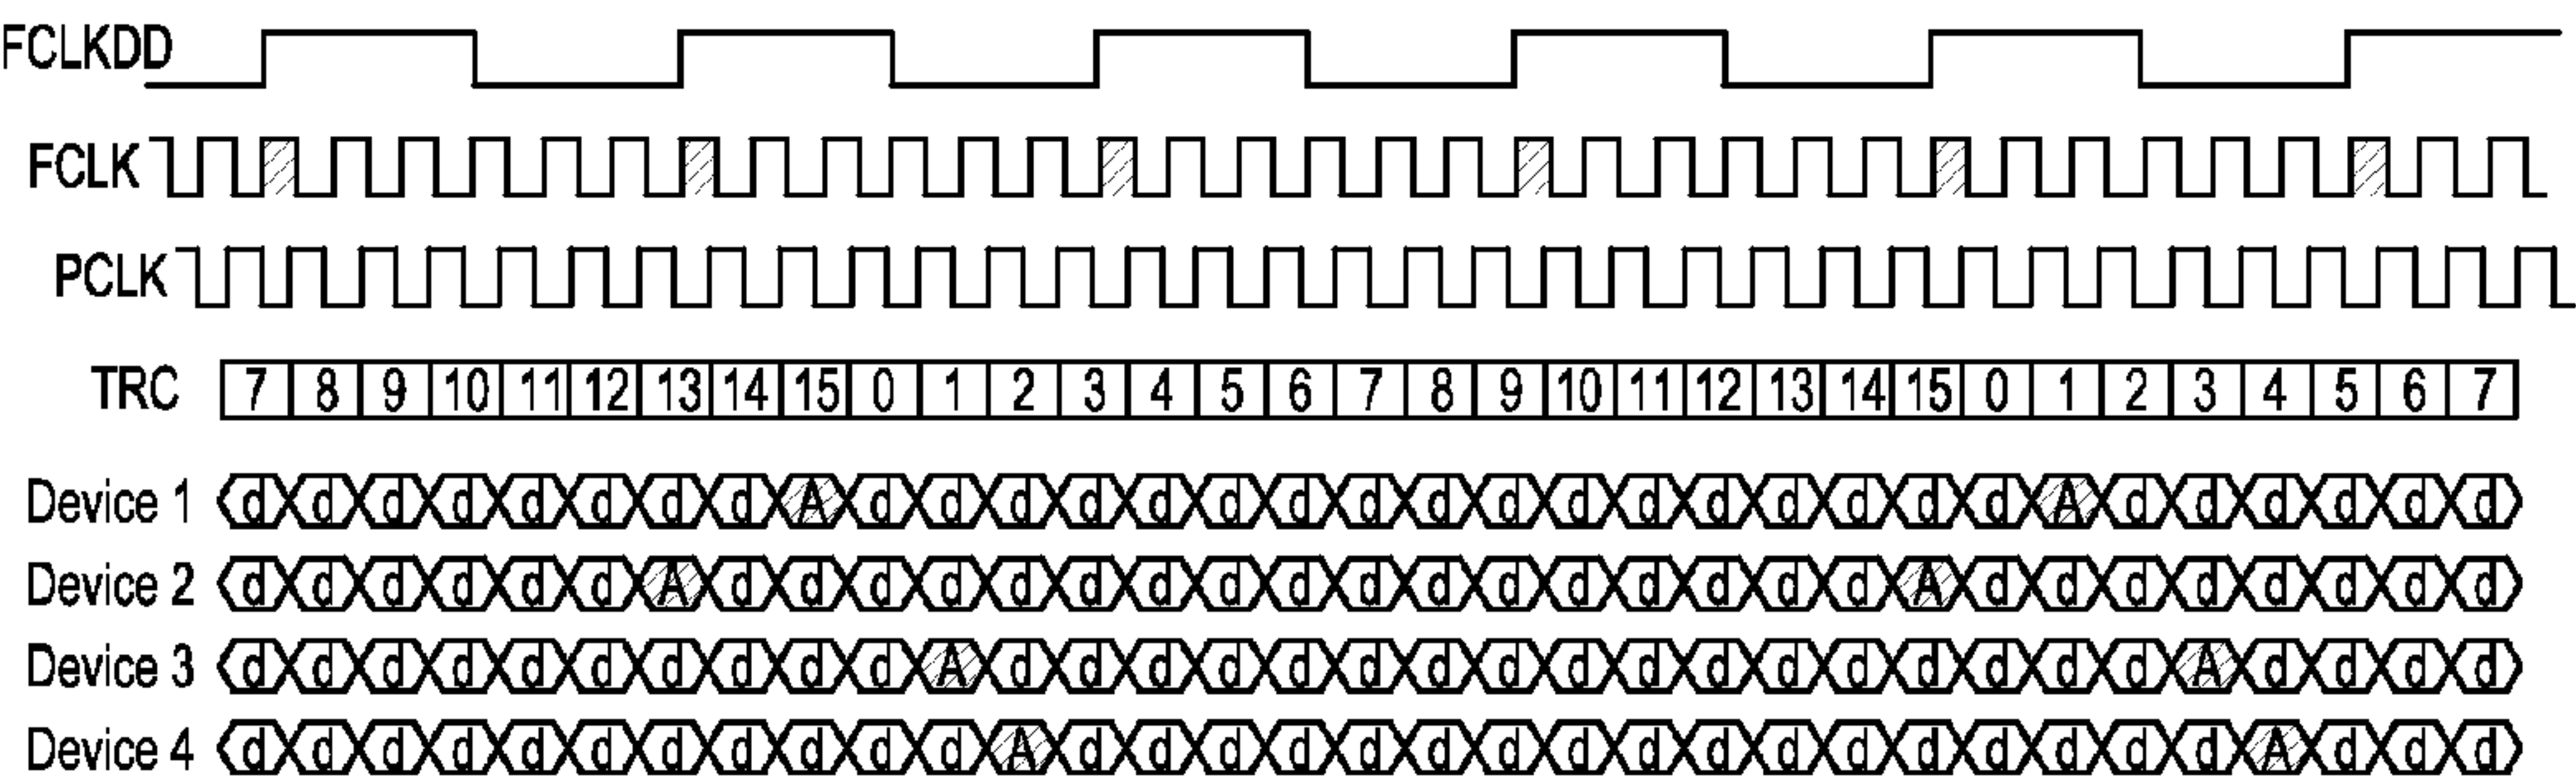 FCLKDD
FCLK
PCLK
TRC 7 8 9 10 11 12 13 14 15 0 1 2 3 4 5 6 7 8 9 10 11 12 13 14 15 0 1 2 3 4 5 6 7
Device 1 d d d d d d d d A d d d d d d d d d d d d d d d d d A d d d d d d
Device 2 d d d d d d A d d d d d d d d d d d d d d d d d A d d d d d d d d
Device 3 d d d d d d d d d d A d d d d d d d d d d d d d d d d d A d d d d
Device 4 d d d d d d d d d d d A d d d d d d d d d d d d d d d d d A d d d